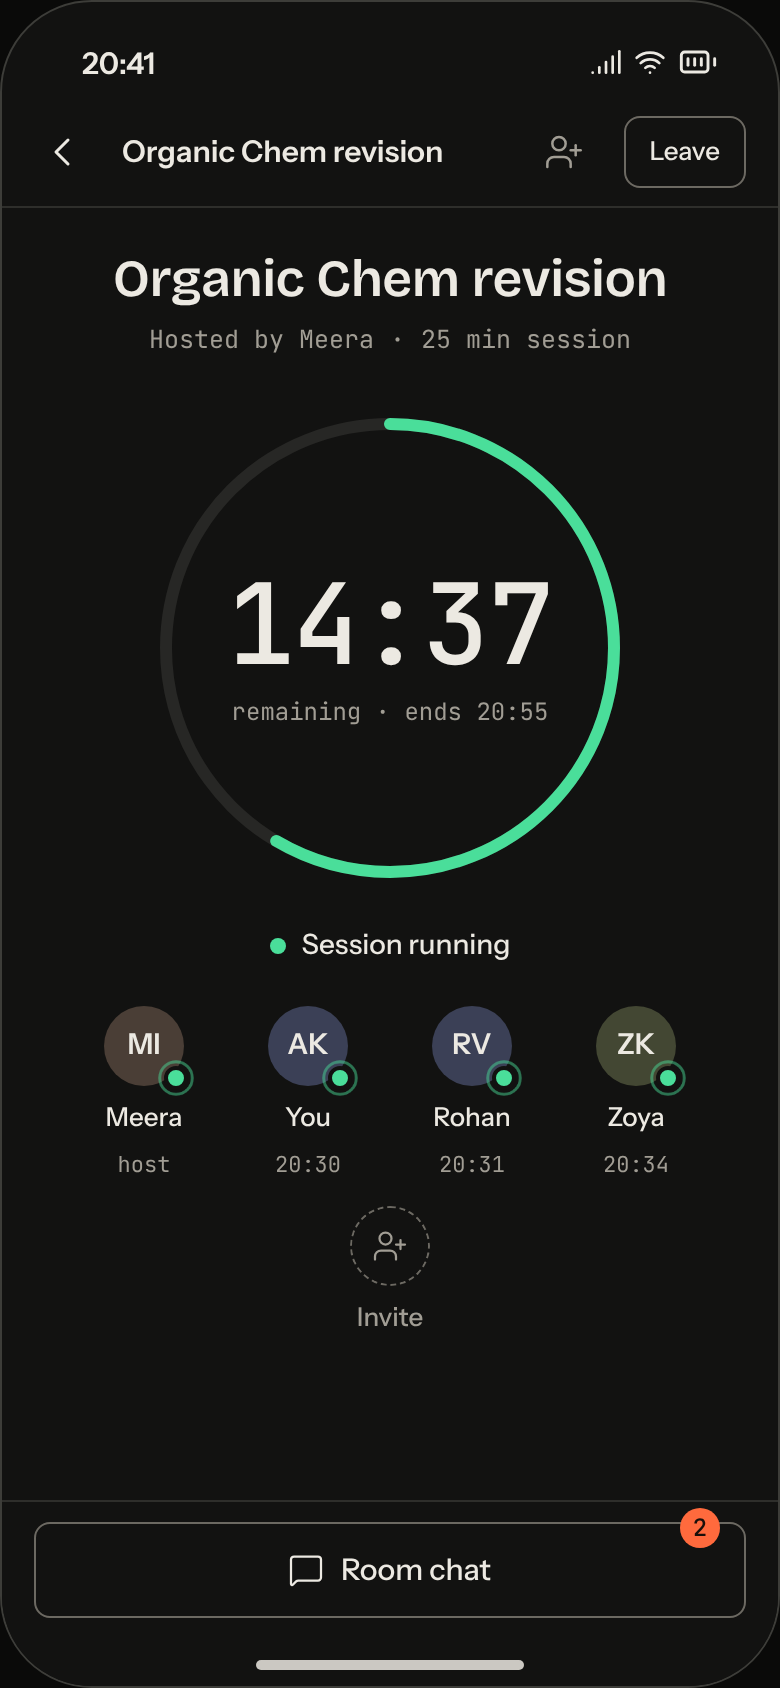 20:41
Organic Chem revision
Leave
Organic Chem revision
Hosted by Meera · 25 min session
14:37
remaining · ends 20:55
Session running
MI AK RV ZK
Meera You Rohan Zoya
host 20:30 20:31 20:34
Invite
2
Room chat